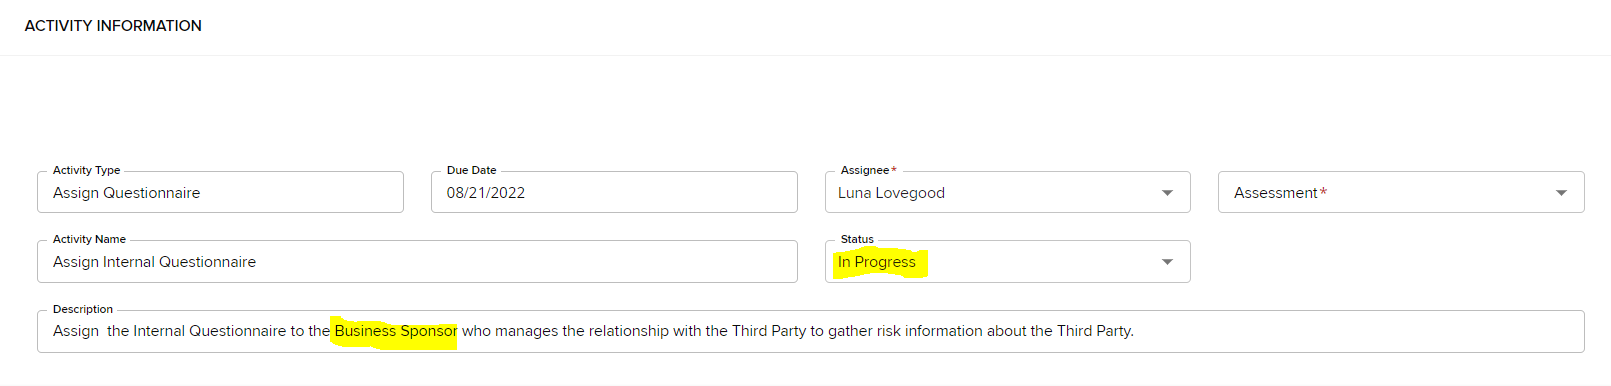 ACTIVITY INFORMATION
Activity Type
Assign Questionnaire
Due Date
08/21/2022
Assignee*
Luna Lovegood
Assessment*
Activity Name
Assign Internal Questionnaire
Status
In Progress
Description
Assign  the Internal Questionnaire to the Business Sponsor who manages the relationship with the Third Party to gather risk information about the Third Party.